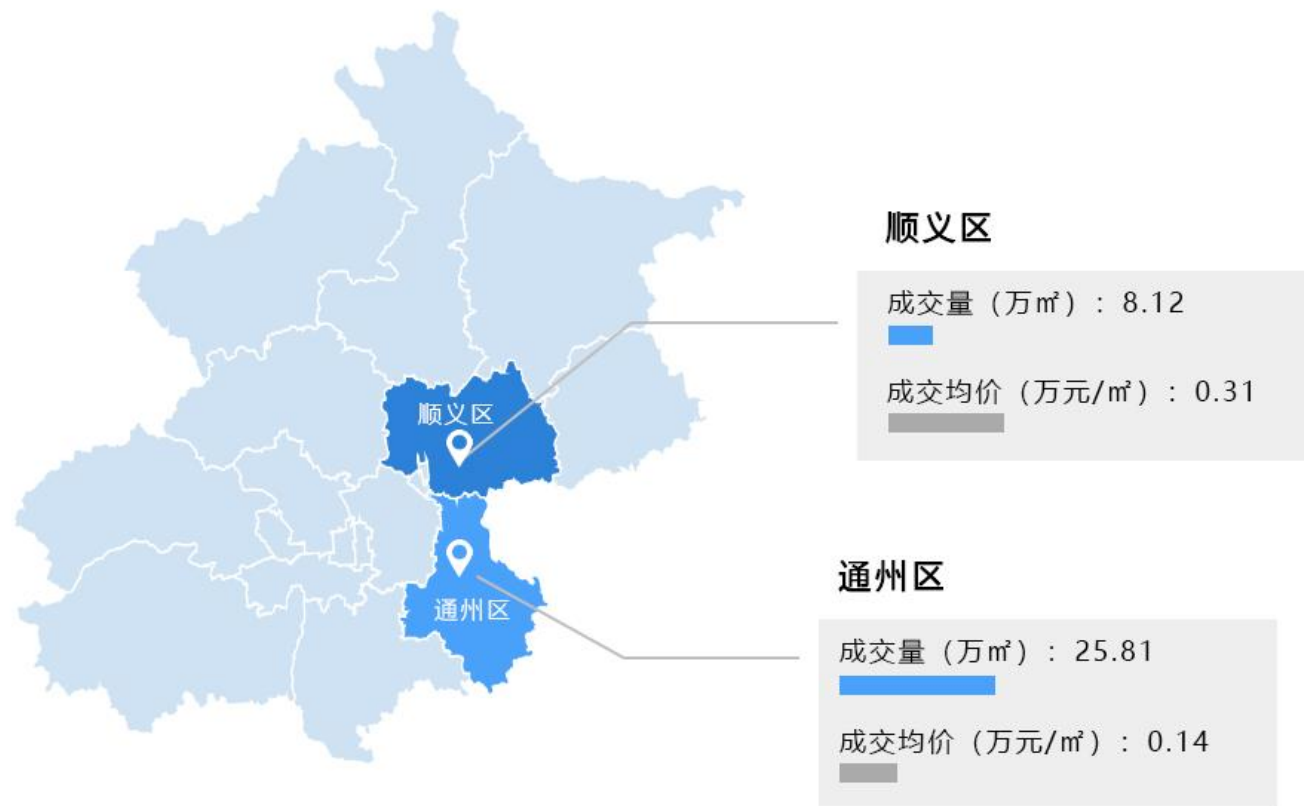 顺义区
成交量（万㎡）：8.12
成交均价（万元/㎡）：0.31
顺义区
通州区
通州区
成交量（万㎡）：25.81
成交均价（万元/㎡）：0.14